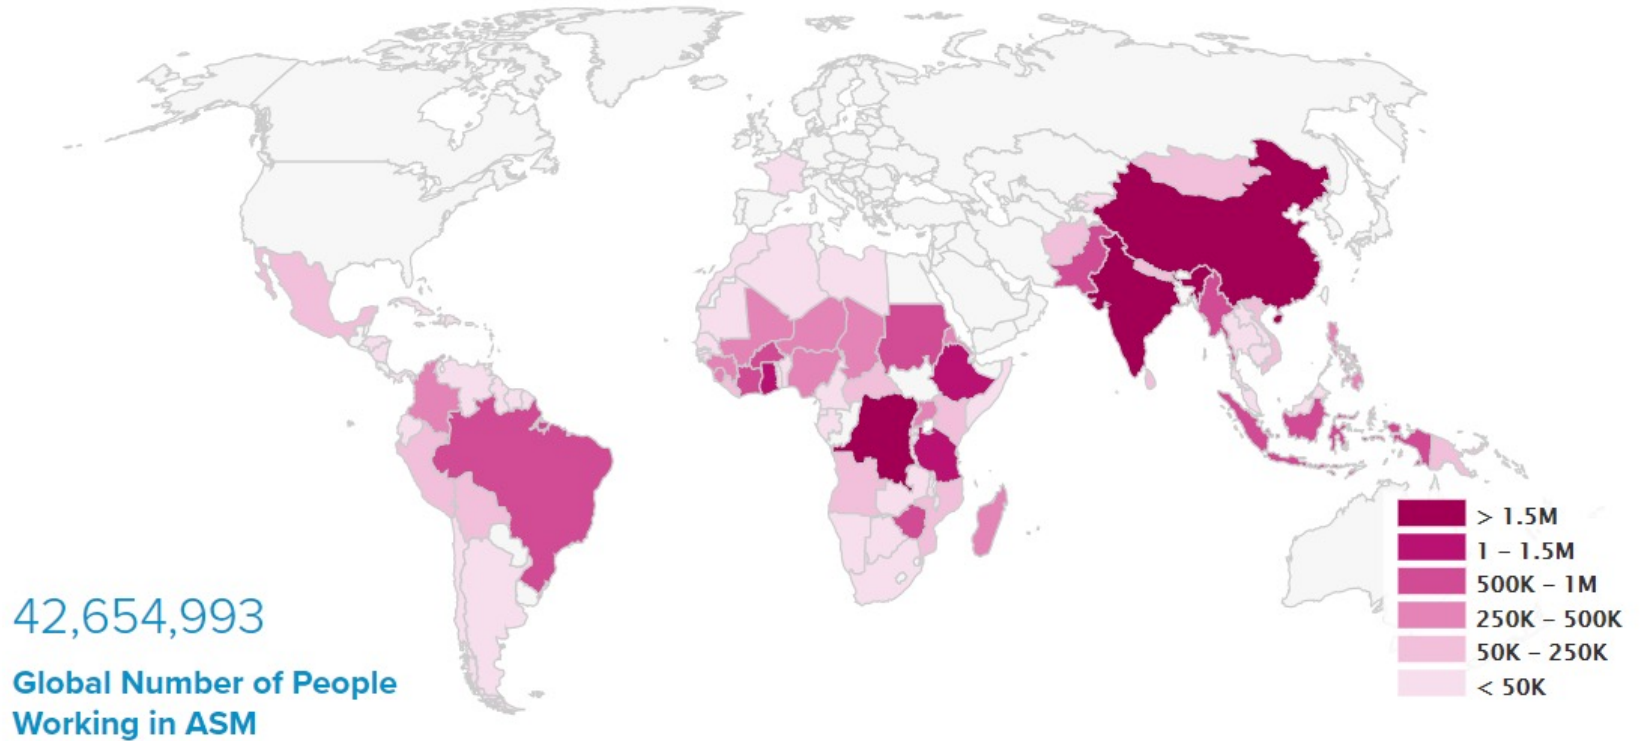 > 1.5M
1 – 1.5M
500K – 1M
250K – 500K
50K – 250K
< 50K
42,654,993
Global Number of People
Working in ASM